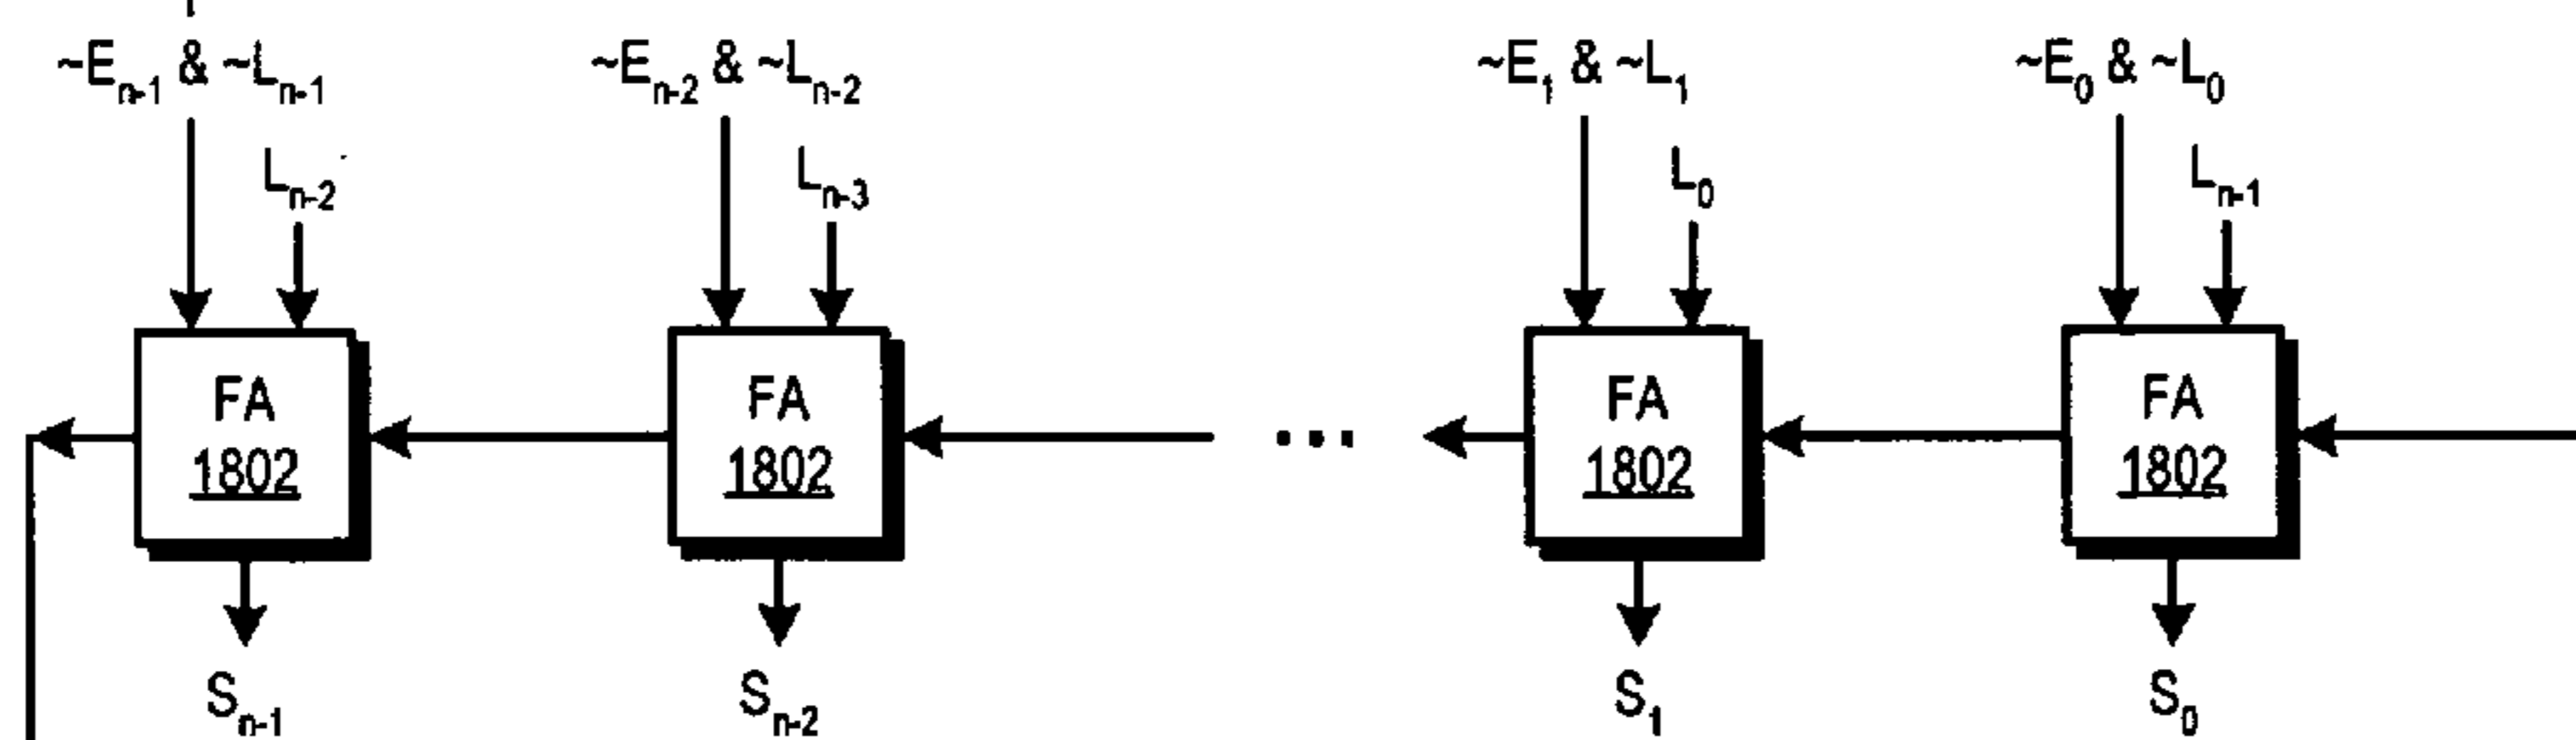 ~Eₙ₋₁ & ~Lₙ₋₁ ~Eₙ₋₂ & ~Lₙ₋₂ ~E₁ & ~L₁ ~E₀ & ~L₀
Lₙ₋₂ Lₙ₋₃ L₀ Lₙ₋₁
FA FA ... FA FA
1802 1802 1802 1802
Sₙ₋₁ Sₙ₋₂ S₁ S₀